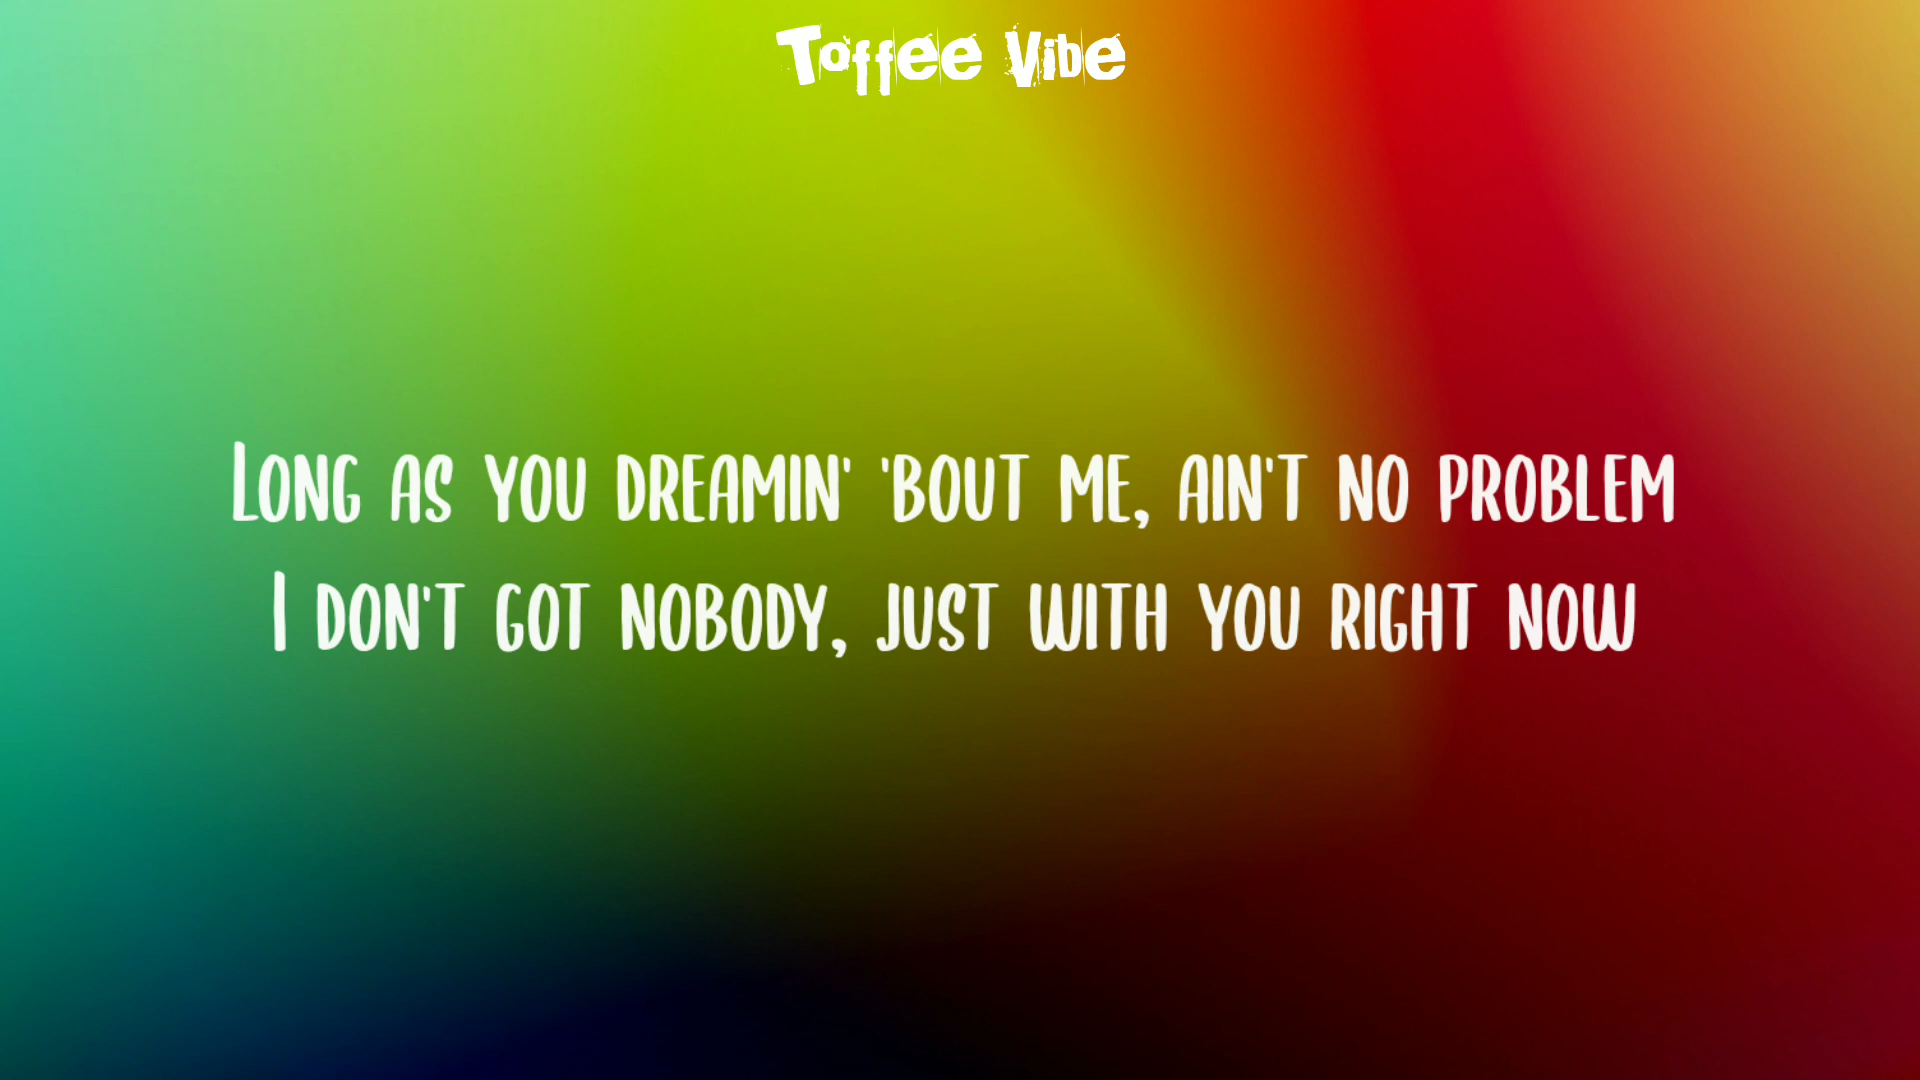 Toffee Vibe
Long as you dreamin' 'bout me, ain't no problem
I don't got nobody, just with you right now